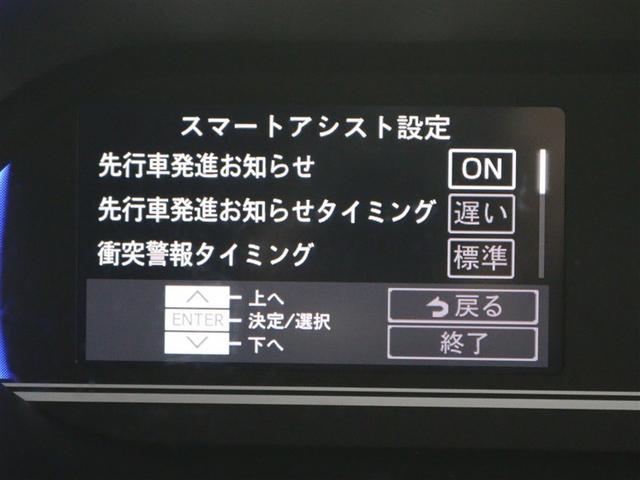 スマートアシスト設定
先行車発進お知らせ ON
先行車発進お知らせタイミング 遅い
衝突警報タイミング 標準
上へ
ENTER 決定/選択
下へ
戻る
終了